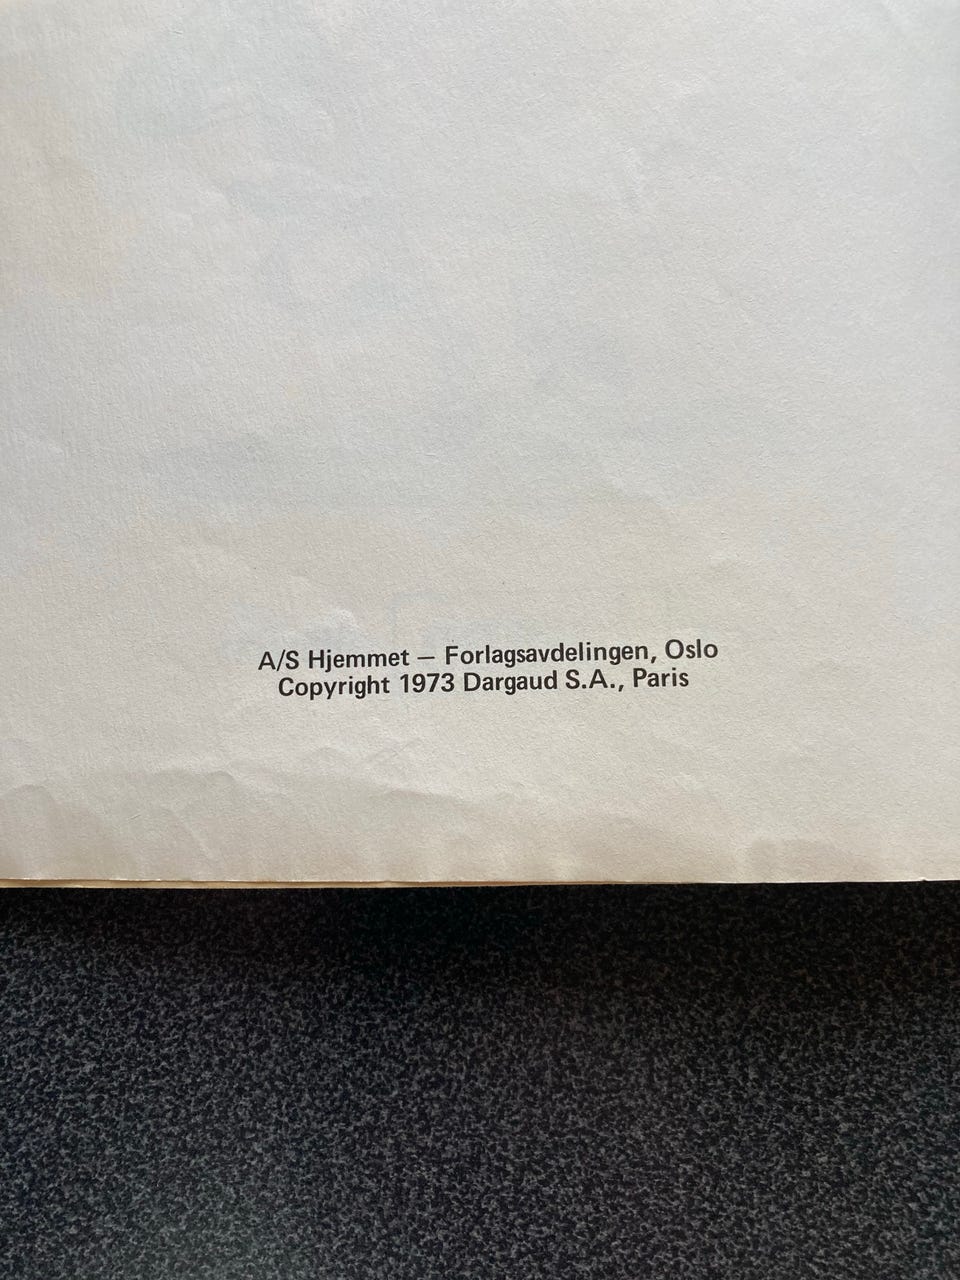 A/S Hjemmet – Forlagsavdelingen, Oslo
Copyright 1973 Dargaud S.A., Paris